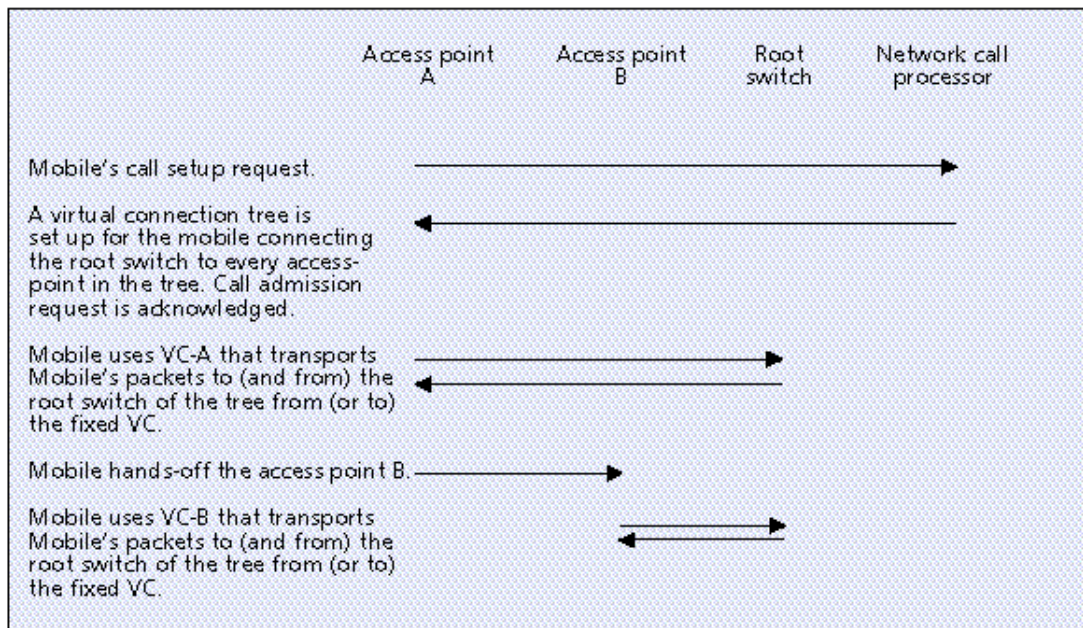 Access point
A
Access point
B
Root
switch
Network call
processor
Mobile's call setup request.
A virtual connection tree is
set up for the mobile connecting
the root switch to every access-
point in the tree. Call admission
request is acknowledged.
Mobile uses VC-A that transports
Mobile's packets to (and from) the
root switch of the tree from (or to)
the fixed VC.
Mobile hands-off the access point B.
Mobile uses VC-B that transports
Mobile's packets to (and from) the
root switch of the tree from (or to)
the fixed VC.